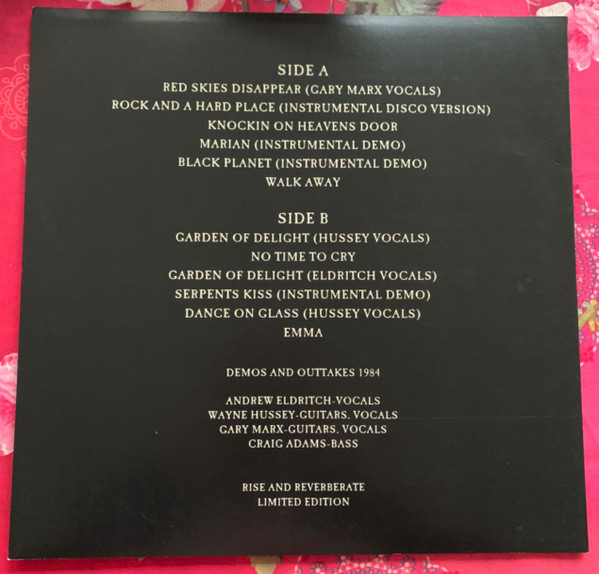 SIDE A
RED SKIES DISAPPEAR (GARY MARX VOCALS)
ROCK AND A HARD PLACE (INSTRUMENTAL DISCO VERSION)
KNOCKIN ON HEAVENS DOOR
MARIAN (INSTRUMENTAL DEMO)
BLACK PLANET (INSTRUMENTAL DEMO)
WALK AWAY
SIDE B
GARDEN OF DELIGHT (HUSSEY VOCALS)
NO TIME TO CRY
GARDEN OF DELIGHT (ELDRITCH VOCALS)
SERPENTS KISS (INSTRUMENTAL DEMO)
DANCE ON GLASS (HUSSEY VOCALS)
EMMA
DEMOS AND OUTTAKES 1984
ANDREW ELDRITCH-VOCALS
WAYNE HUSSEY-GUITARS, VOCALS
GARY MARX-GUITARS, VOCALS
CRAIG ADAMS-BASS
RISE AND REVERBERATE
LIMITED EDITION